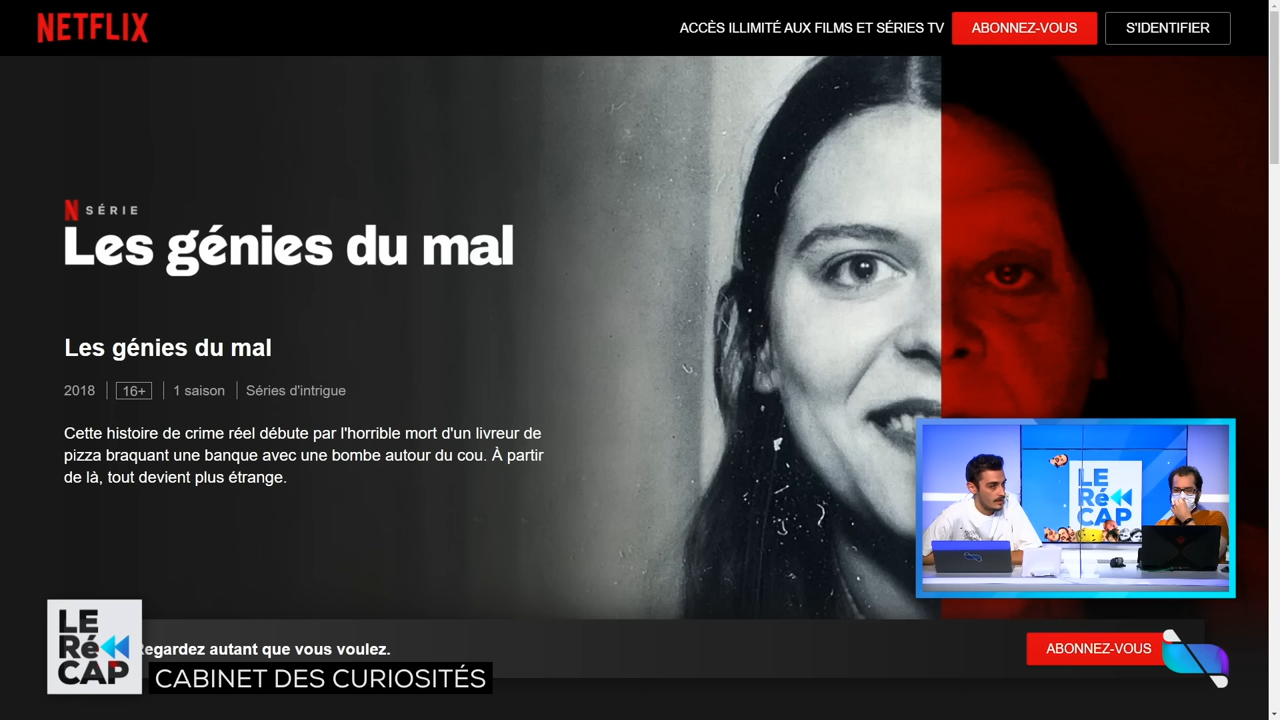 NETFLIX
ACCÈS ILLIMITÉ AUX FILMS ET SÉRIES TV
ABONNEZ-VOUS
S'IDENTIFIER
N SÉRIE
Les génies du mal
Les génies du mal
2018 16+ 1 saison Séries d'intrigue
Cette histoire de crime réel débute par l'horrible mort d'un livreur de
pizza braquant une banque avec une bombe autour du cou. À partir
de là, tout devient plus étrange.
LE
Ré
CAP
Regardez autant que vous voulez.
ABONNEZ-VOUS
LE
Ré
CAP
CABINET DES CURIOSITÉS